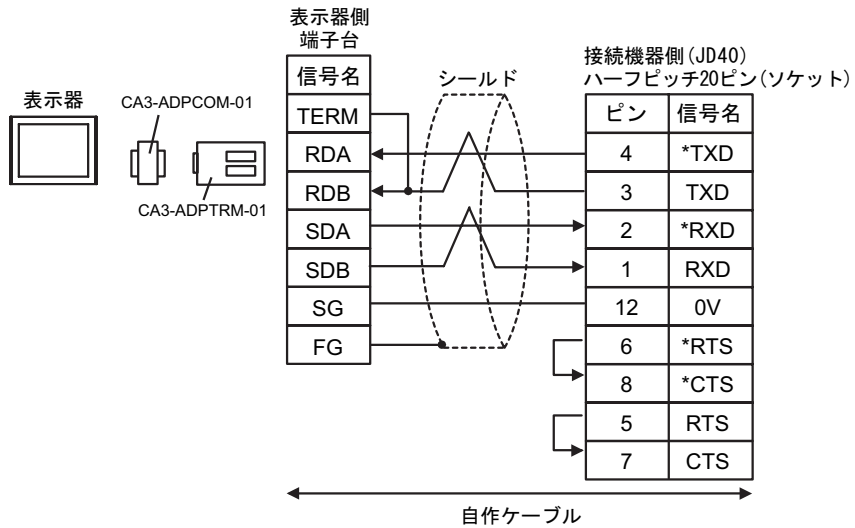 表示器
CA3-ADPCOM-01
CA3-ADPTRM-01
表示器側
端子台
信号名
TERM
RDA
RDB
SDA
SDB
SG
FG
シールド
接続機器側(JD40)
ハーフピッチ20ピン(ソケット)
ピン 信号名
4 *TXD
3 TXD
2 *RXD
1 RXD
12 0V
6 *RTS
8 *CTS
5 RTS
7 CTS
自作ケーブル